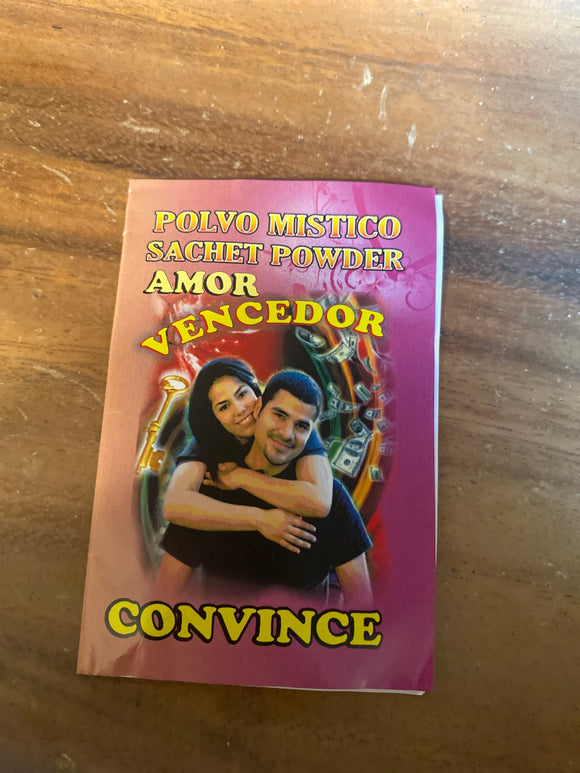 POLVO MISTICO
SACHET POWDER
AMOR
VENCEDOR
CONVINCE